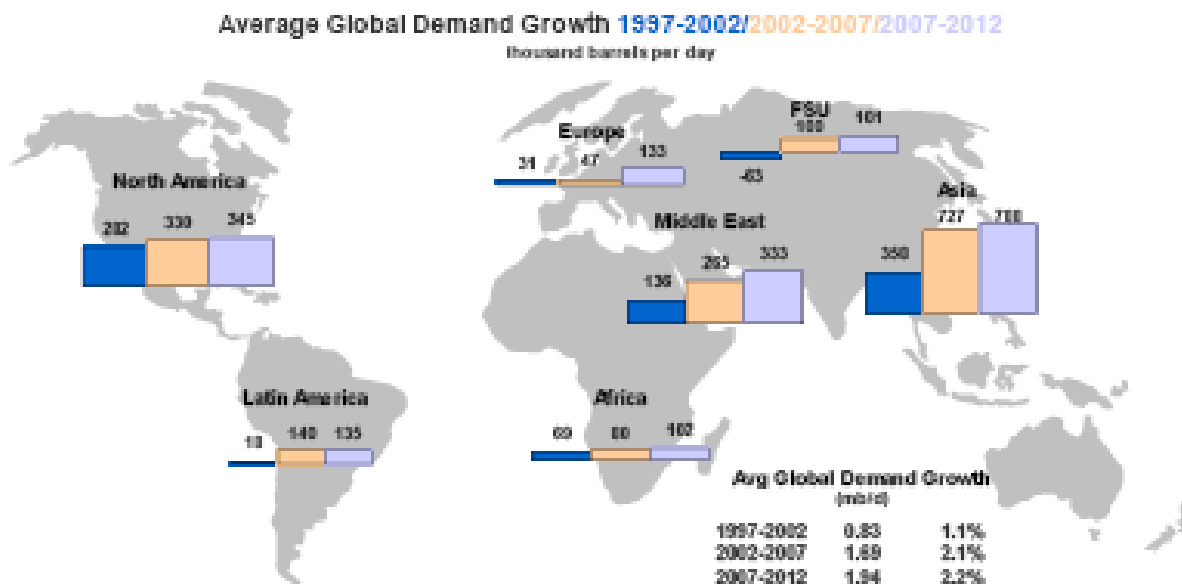 Average Global Demand Growth 1997-2002/2002-2007/2007-2012
thousand barrels per day
FSU
Europe
101
31 47 133
-63
North America
Asia
330 345
727
Middle East
265 333
350
136
Latin America
Africa
140 135
69 80 102
Avg Global Demand Growth
(mb/d)
1997-2002 0.83 1.1%
2002-2007 1.69 2.1%
2007-2012 1.94 2.2%